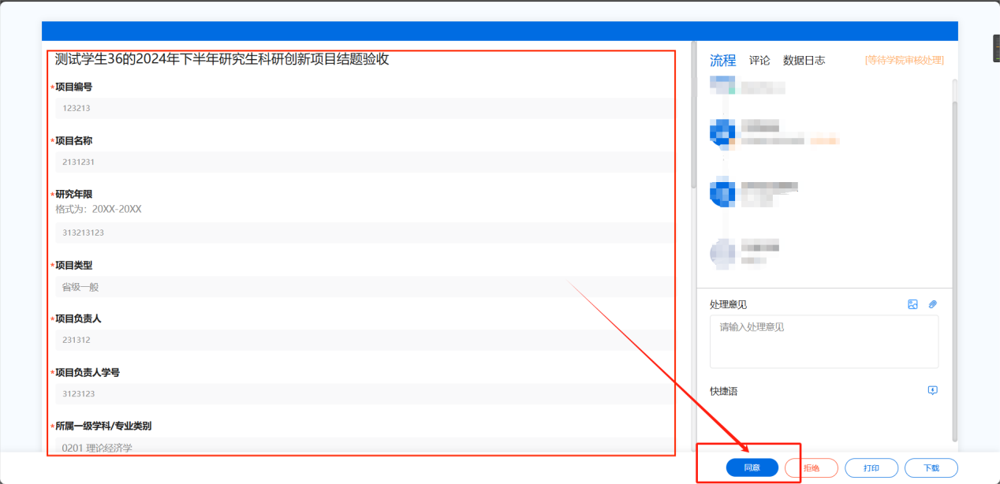 测试学生36的2024年下半年研究生科研创新项目结题验收
*项目编号
123213
*项目名称
2131231
*研究年限
格式为：20XX-20XX
313213123
*项目类型
省级一般
*项目负责人
231312
*项目负责人学号
3123123
*所属一级学科/专业类别
0201 理论经济学
流程 评论 数据日志 [等待学院审核处理]
处理意见
请输入处理意见
快捷语
同意 拒绝 打印 下载